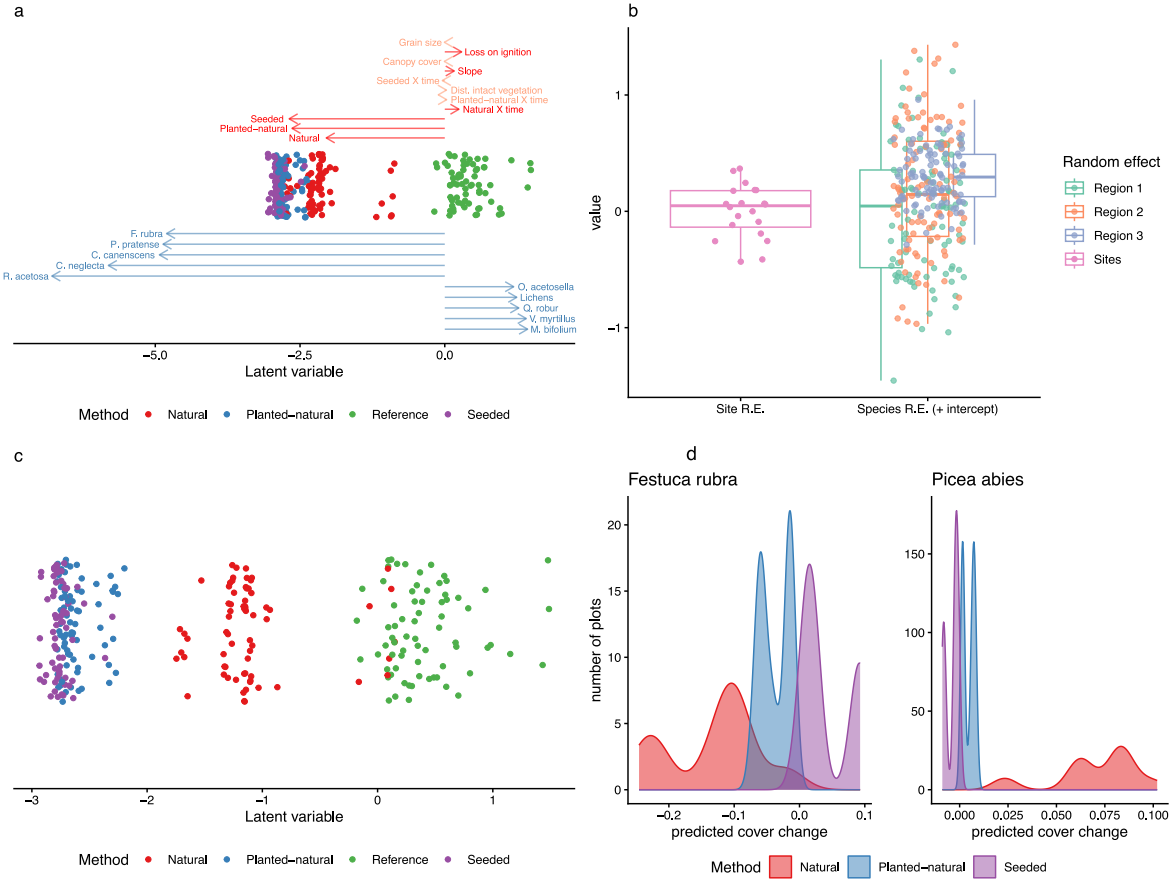 a
Grain size
Loss on ignition
Canopy cover
Slope
Seeded X time
Dist. intact vegetation
Planted−natural X time
Natural X time
Seeded
Planted−natural
Natural
F. rubra
P. pratense
C. canenscens
C. neglecta
R. acetosa
O. acetosella
Lichens
Q. robur
V. myrtillus
M. bifolium
−5.0 −2.5 0.0
Latent variable
Method Natural Planted−natural Reference Seeded
b
1
0
−1
value
Site R.E. Species R.E. (+ intercept)
Random effect
Region 1
Region 2
Region 3
Sites
c
−3 −2 −1 0 1
Latent variable
Method Natural Planted−natural Reference Seeded
d
Festuca rubra Picea abies
20
15
10
5
0
number of plots
−0.2 −0.1 0.0 0.1
predicted cover change
150
100
50
0
0.000 0.025 0.050 0.075 0.100
predicted cover change
Method Natural Planted−natural Seeded